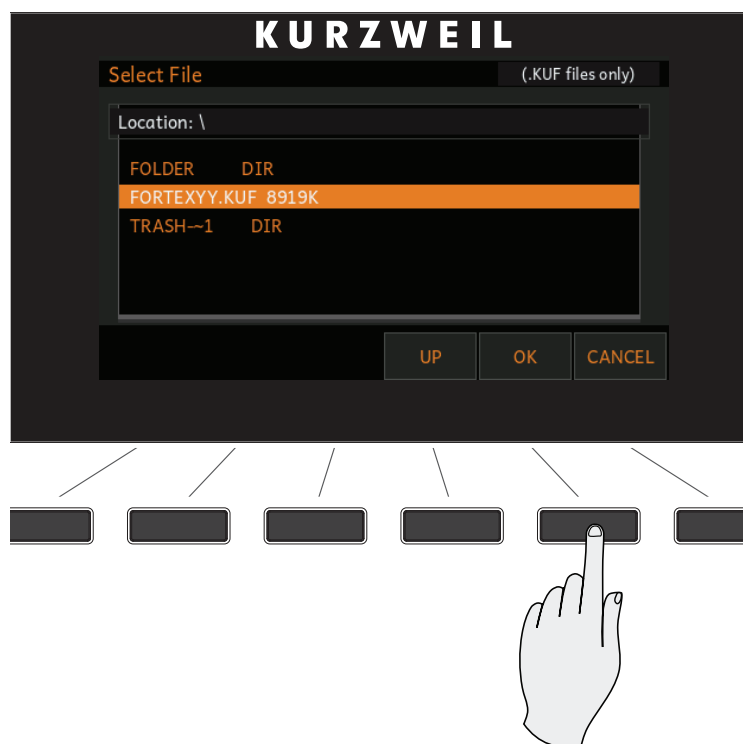 KURZWEIL
Select File (.KUF files only)
Location: \
FOLDER DIR
FORTEXYY.KUF 8919K
TRASH-~1 DIR
UP OK CANCEL